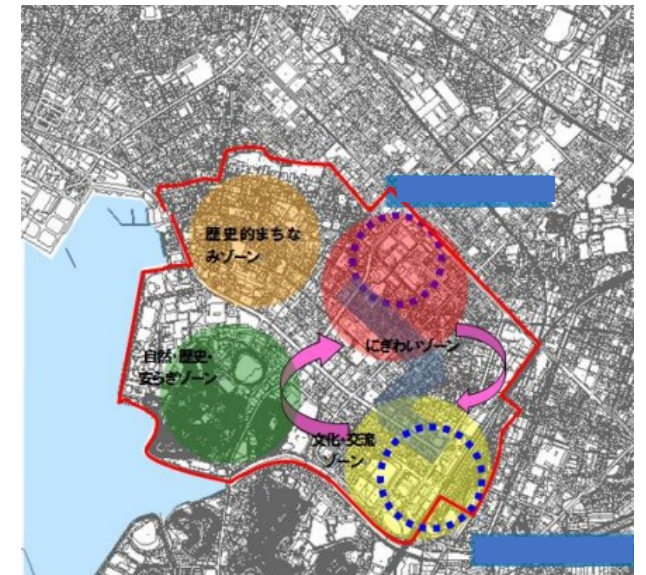 歴史的まちな
みゾーン
にぎわいゾーン
自然・歴史・
安らぎゾーン
文化・交流
ゾーン